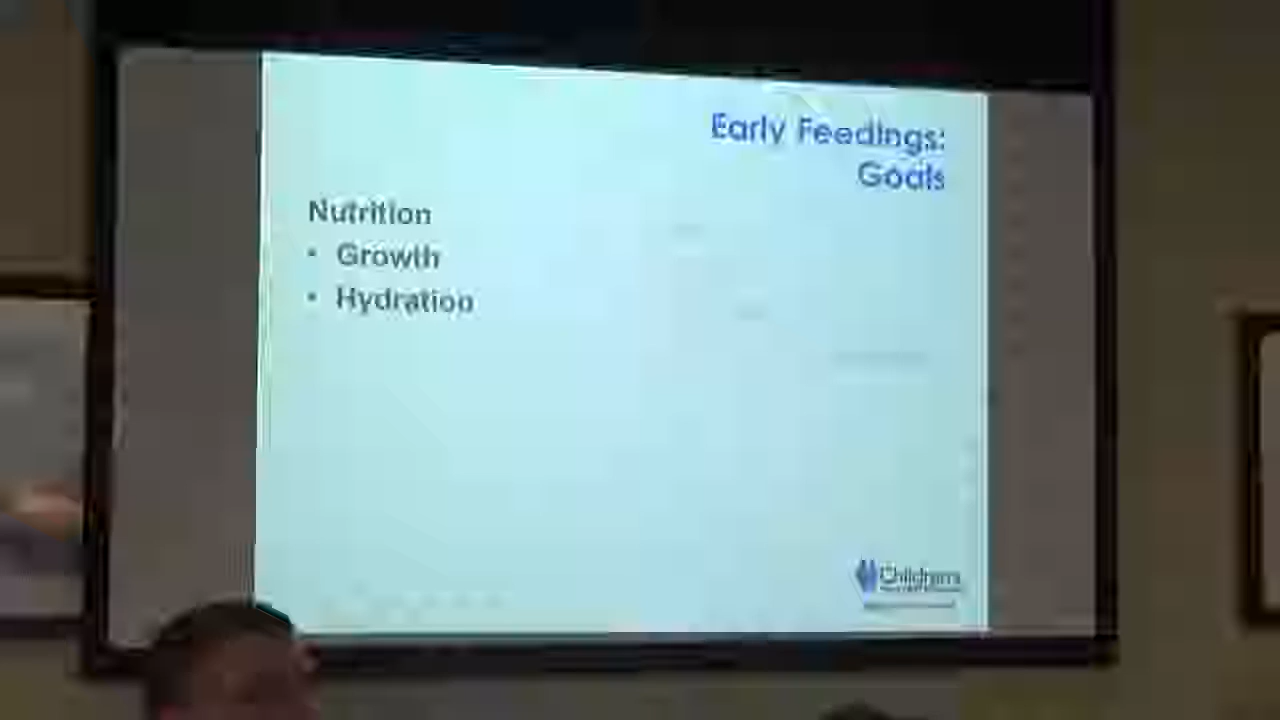 Early Feedings:
Goals
Nutrition
• Growth
• Hydration
Children's